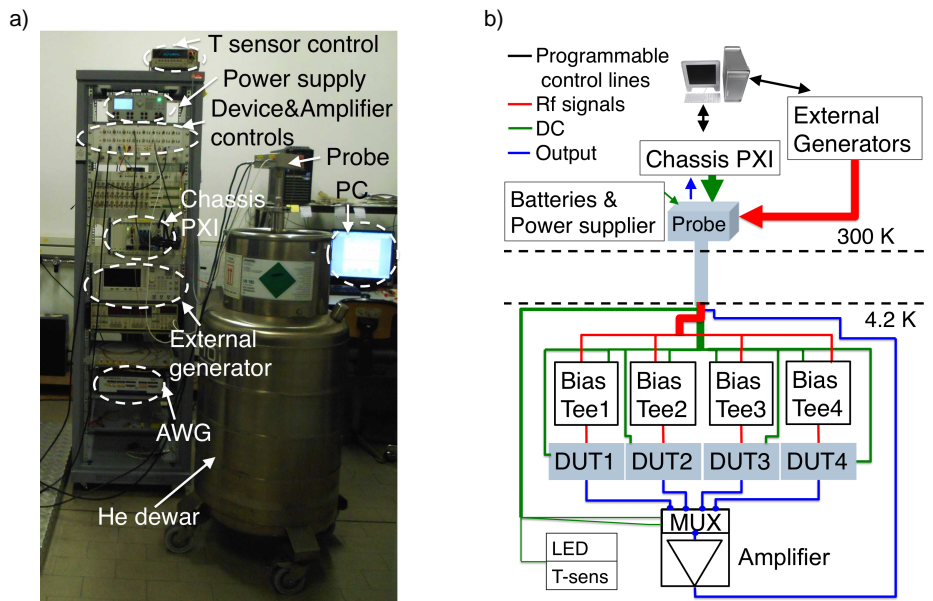 a)
T sensor control
Power supply
Device&Amplifier
controls
Probe
PC
Chassis
PXI
External
generator
AWG
He dewar
b)
Programmable
control lines
Rf signals
DC
Output
External
Generators
Chassis PXI
Batteries &
Power supplier
Probe
300 K
4.2 K
Bias
Tee1
Bias
Tee2
Bias
Tee3
Bias
Tee4
DUT1
DUT2
DUT3
DUT4
MUX
Amplifier
LED
T-sens